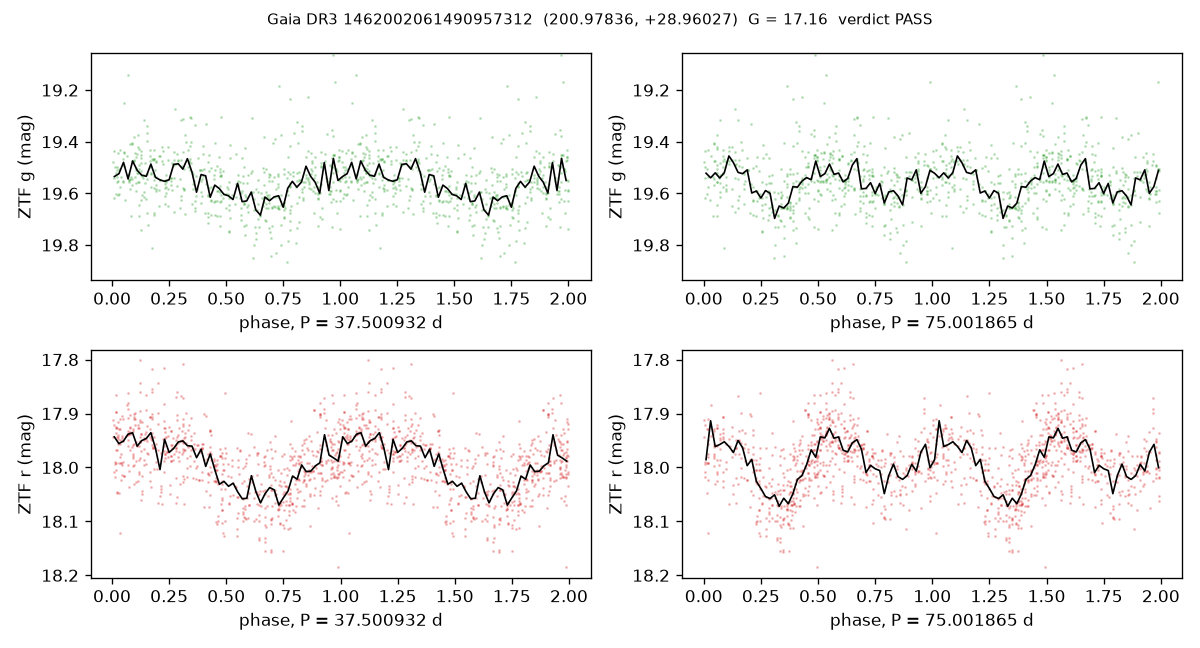 Gaia DR3 1462002061490957312  (200.97836, +28.96027)  G = 17.16  verdict PASS
ZTF g (mag)
19.2
19.4
19.6
19.8
0.00 0.25 0.50 0.75 1.00 1.25 1.50 1.75 2.00
phase, P = 37.500932 d
ZTF g (mag)
19.2
19.4
19.6
19.8
0.00 0.25 0.50 0.75 1.00 1.25 1.50 1.75 2.00
phase, P = 75.001865 d
ZTF r (mag)
17.8
17.9
18.0
18.1
18.2
0.00 0.25 0.50 0.75 1.00 1.25 1.50 1.75 2.00
phase, P = 37.500932 d
ZTF r (mag)
17.8
17.9
18.0
18.1
18.2
0.00 0.25 0.50 0.75 1.00 1.25 1.50 1.75 2.00
phase, P = 75.001865 d